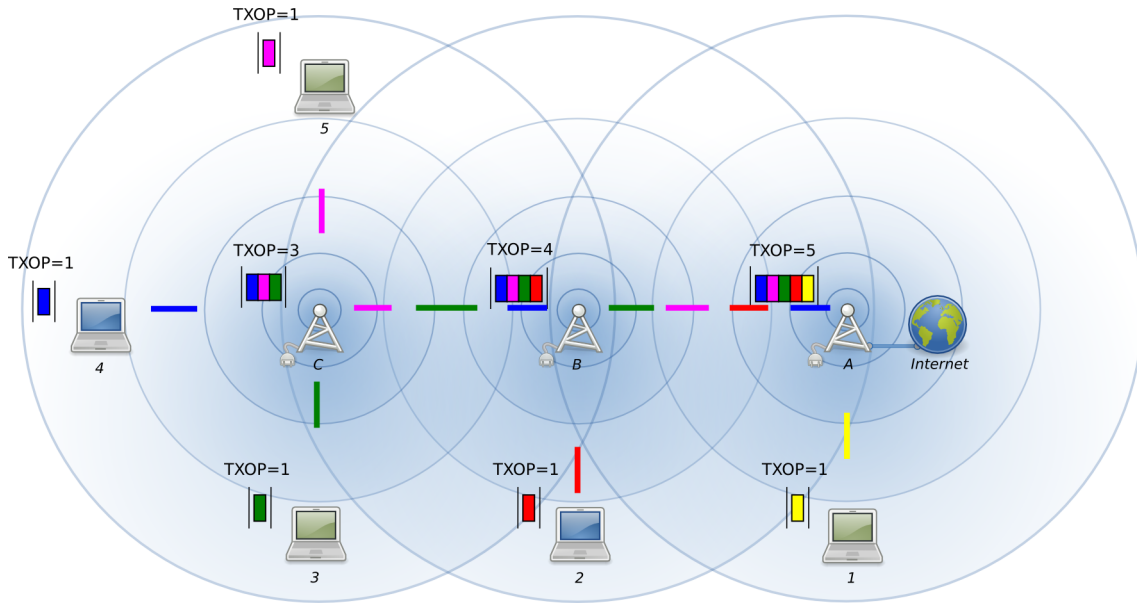 TXOP=1
5
TXOP=3
TXOP=4
TXOP=5
TXOP=1
4
C
B
A
Internet
TXOP=1
TXOP=1
TXOP=1
3
2
1